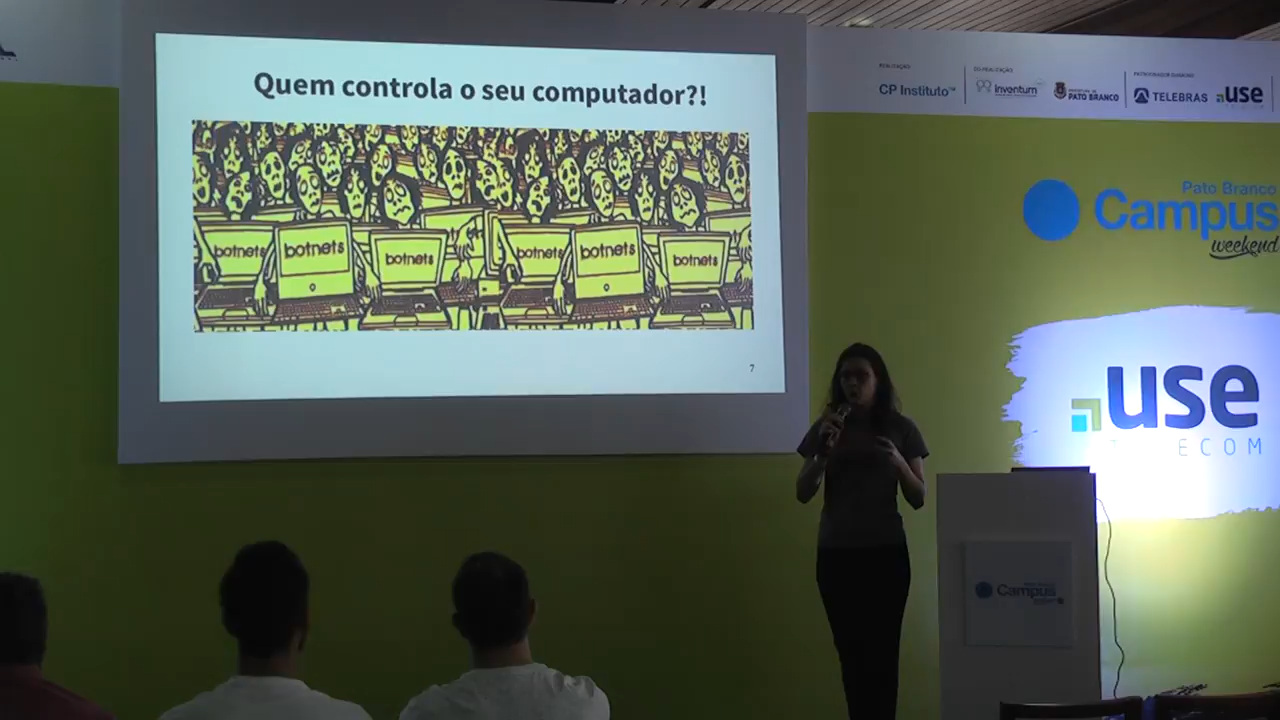 Quem controla o seu computador?!
botnets
botnets
botnets
botnets
botnets
botnets
7
REALIZAÇÃO
CP Instituto
Inventum
PATO BRANCO
TELEBRAS
use
Pato Branco
Campus
weekend
use
T ECOM
Campus